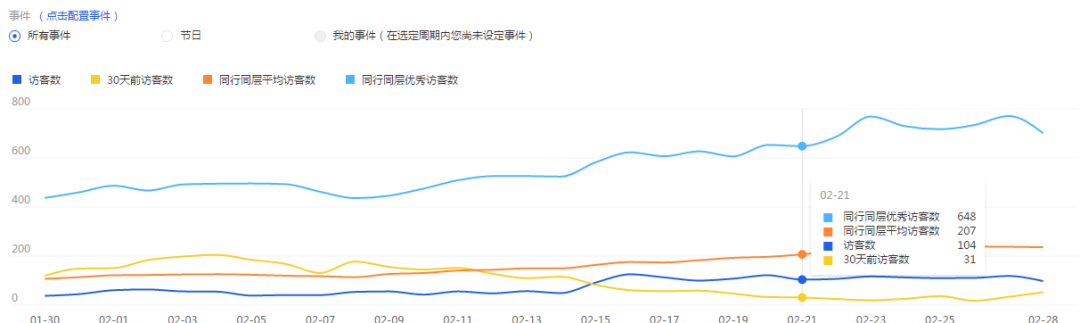 事件 （点击配置事件）
所有事件 节日 我的事件（在选定周期内您尚未设定事件）
访客数 30天前访客数 同行同层平均访客数 同行同层优秀访客数
800
600
400
200
0
02-21
同行同层优秀访客数 648
同行同层平均访客数 207
访客数 104
30天前访客数 31
01-30 02-01 02-03 02-05 02-07 02-09 02-11 02-13 02-15 02-17 02-19 02-21 02-23 02-25 02-28